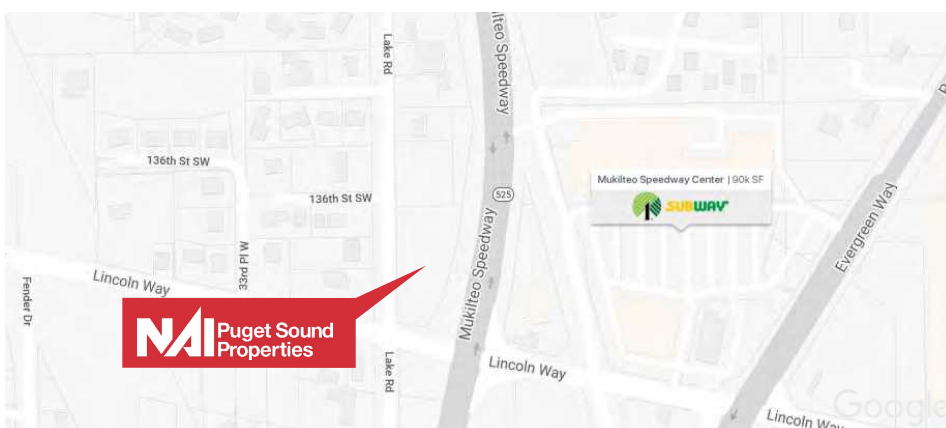 Lake Rd
Mukilteo Speedway
136th St SW
Mukilteo Speedway Center | 90k SF
136th St SW
525
SUBWAY
Evergreen Way
33rd Pl W
Mukilteo Speedway
Lincoln Way
Fender Dr
NAI Puget Sound
Properties
Lake Rd
Lincoln Way
Google
Lincoln Way